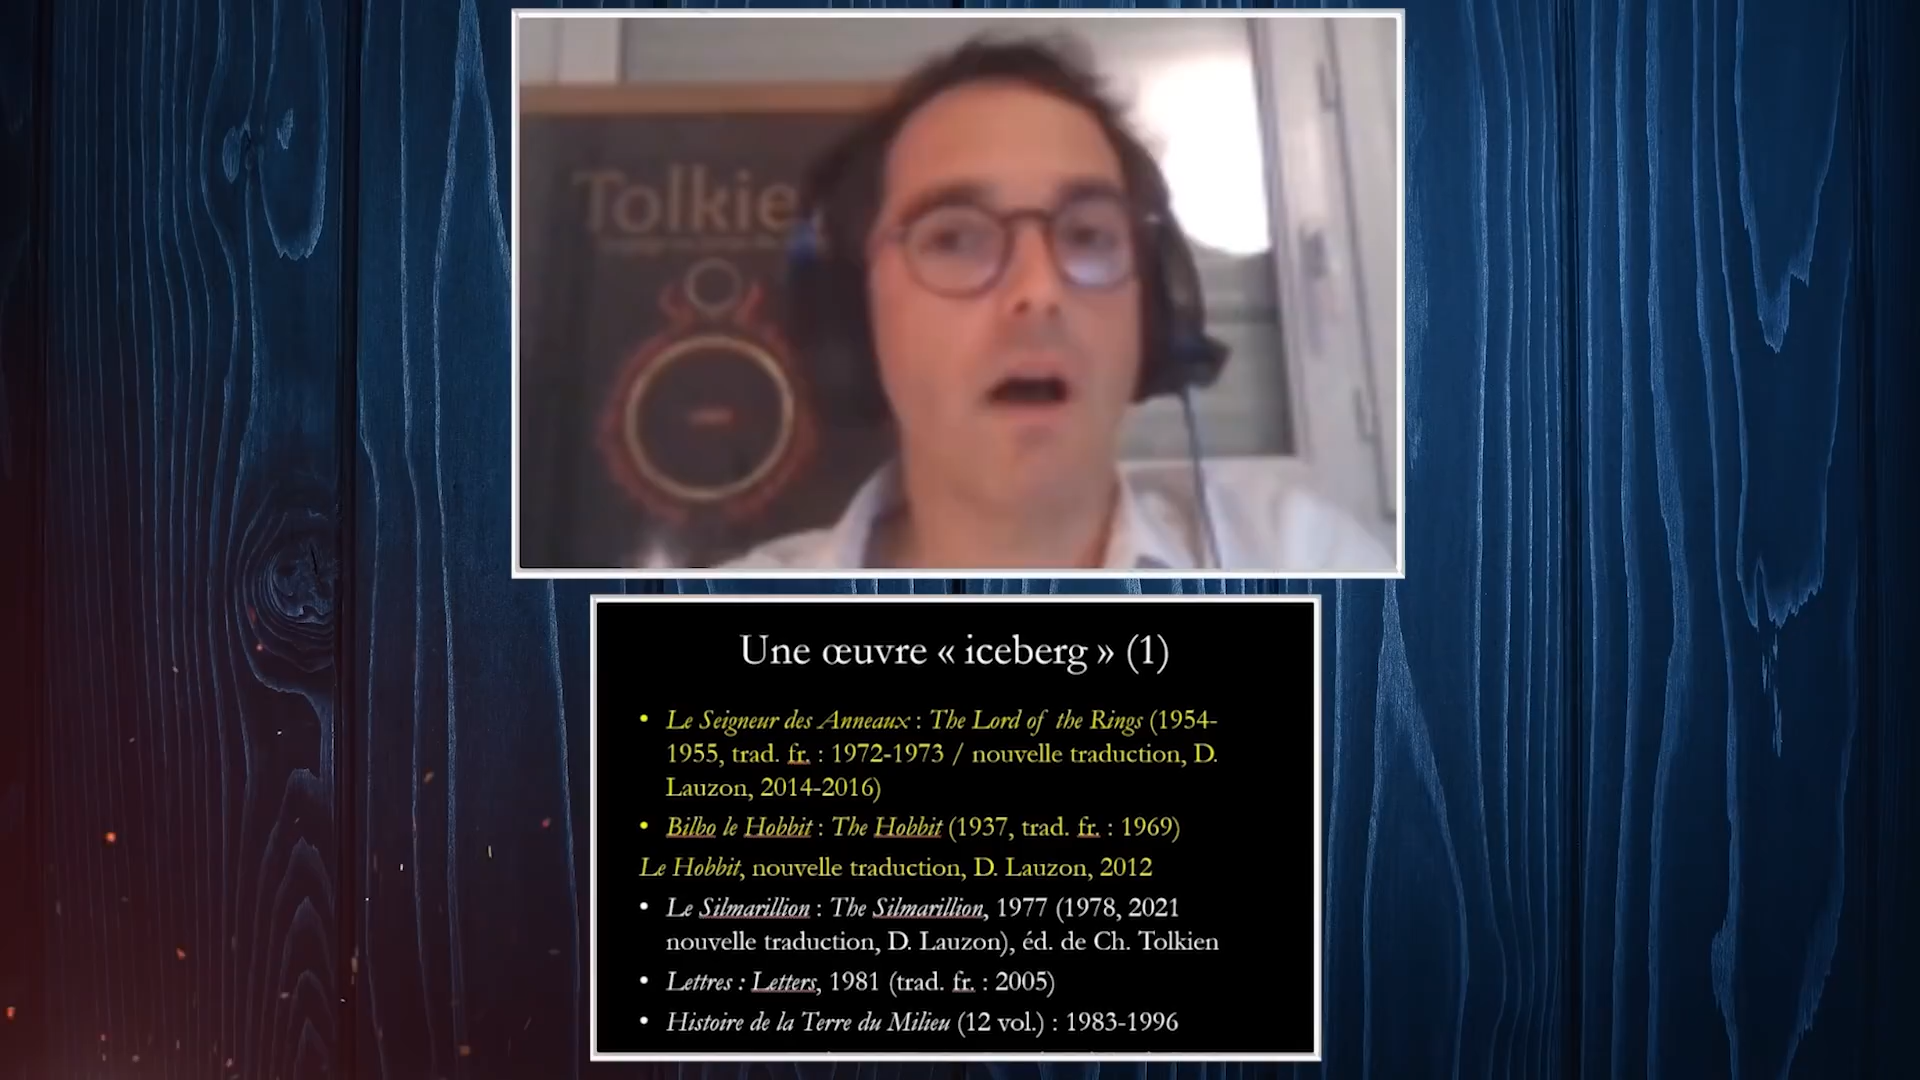 Tolkie
Une œuvre « iceberg » (1)
• Le Seigneur des Anneaux : The Lord of the Rings (1954-
1955, trad. fr. : 1972-1973 / nouvelle traduction, D.
Lauzon, 2014-2016)
• Bilbo le Hobbit : The Hobbit (1937, trad. fr. : 1969)
Le Hobbit, nouvelle traduction, D. Lauzon, 2012
• Le Silmarillion : The Silmarillion, 1977 (1978, 2021
nouvelle traduction, D. Lauzon), éd. de Ch. Tolkien
• Lettres : Letters, 1981 (trad. fr. : 2005)
• Histoire de la Terre du Milieu (12 vol.) : 1983-1996